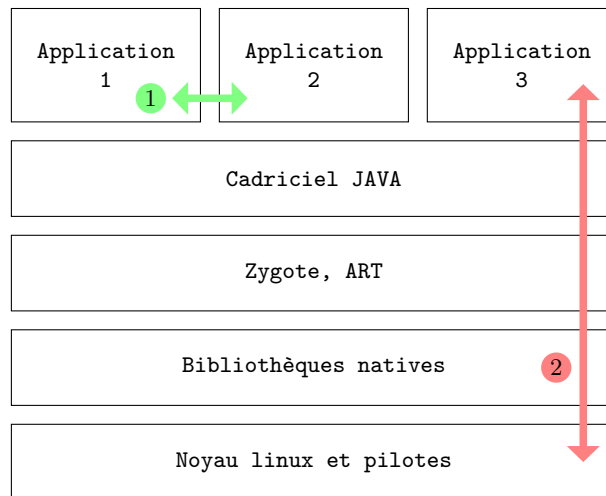 Application
1
Application
2
Application
3
1
Cadriciel JAVA
Zygote, ART
Bibliothèques natives
2
Noyau linux et pilotes